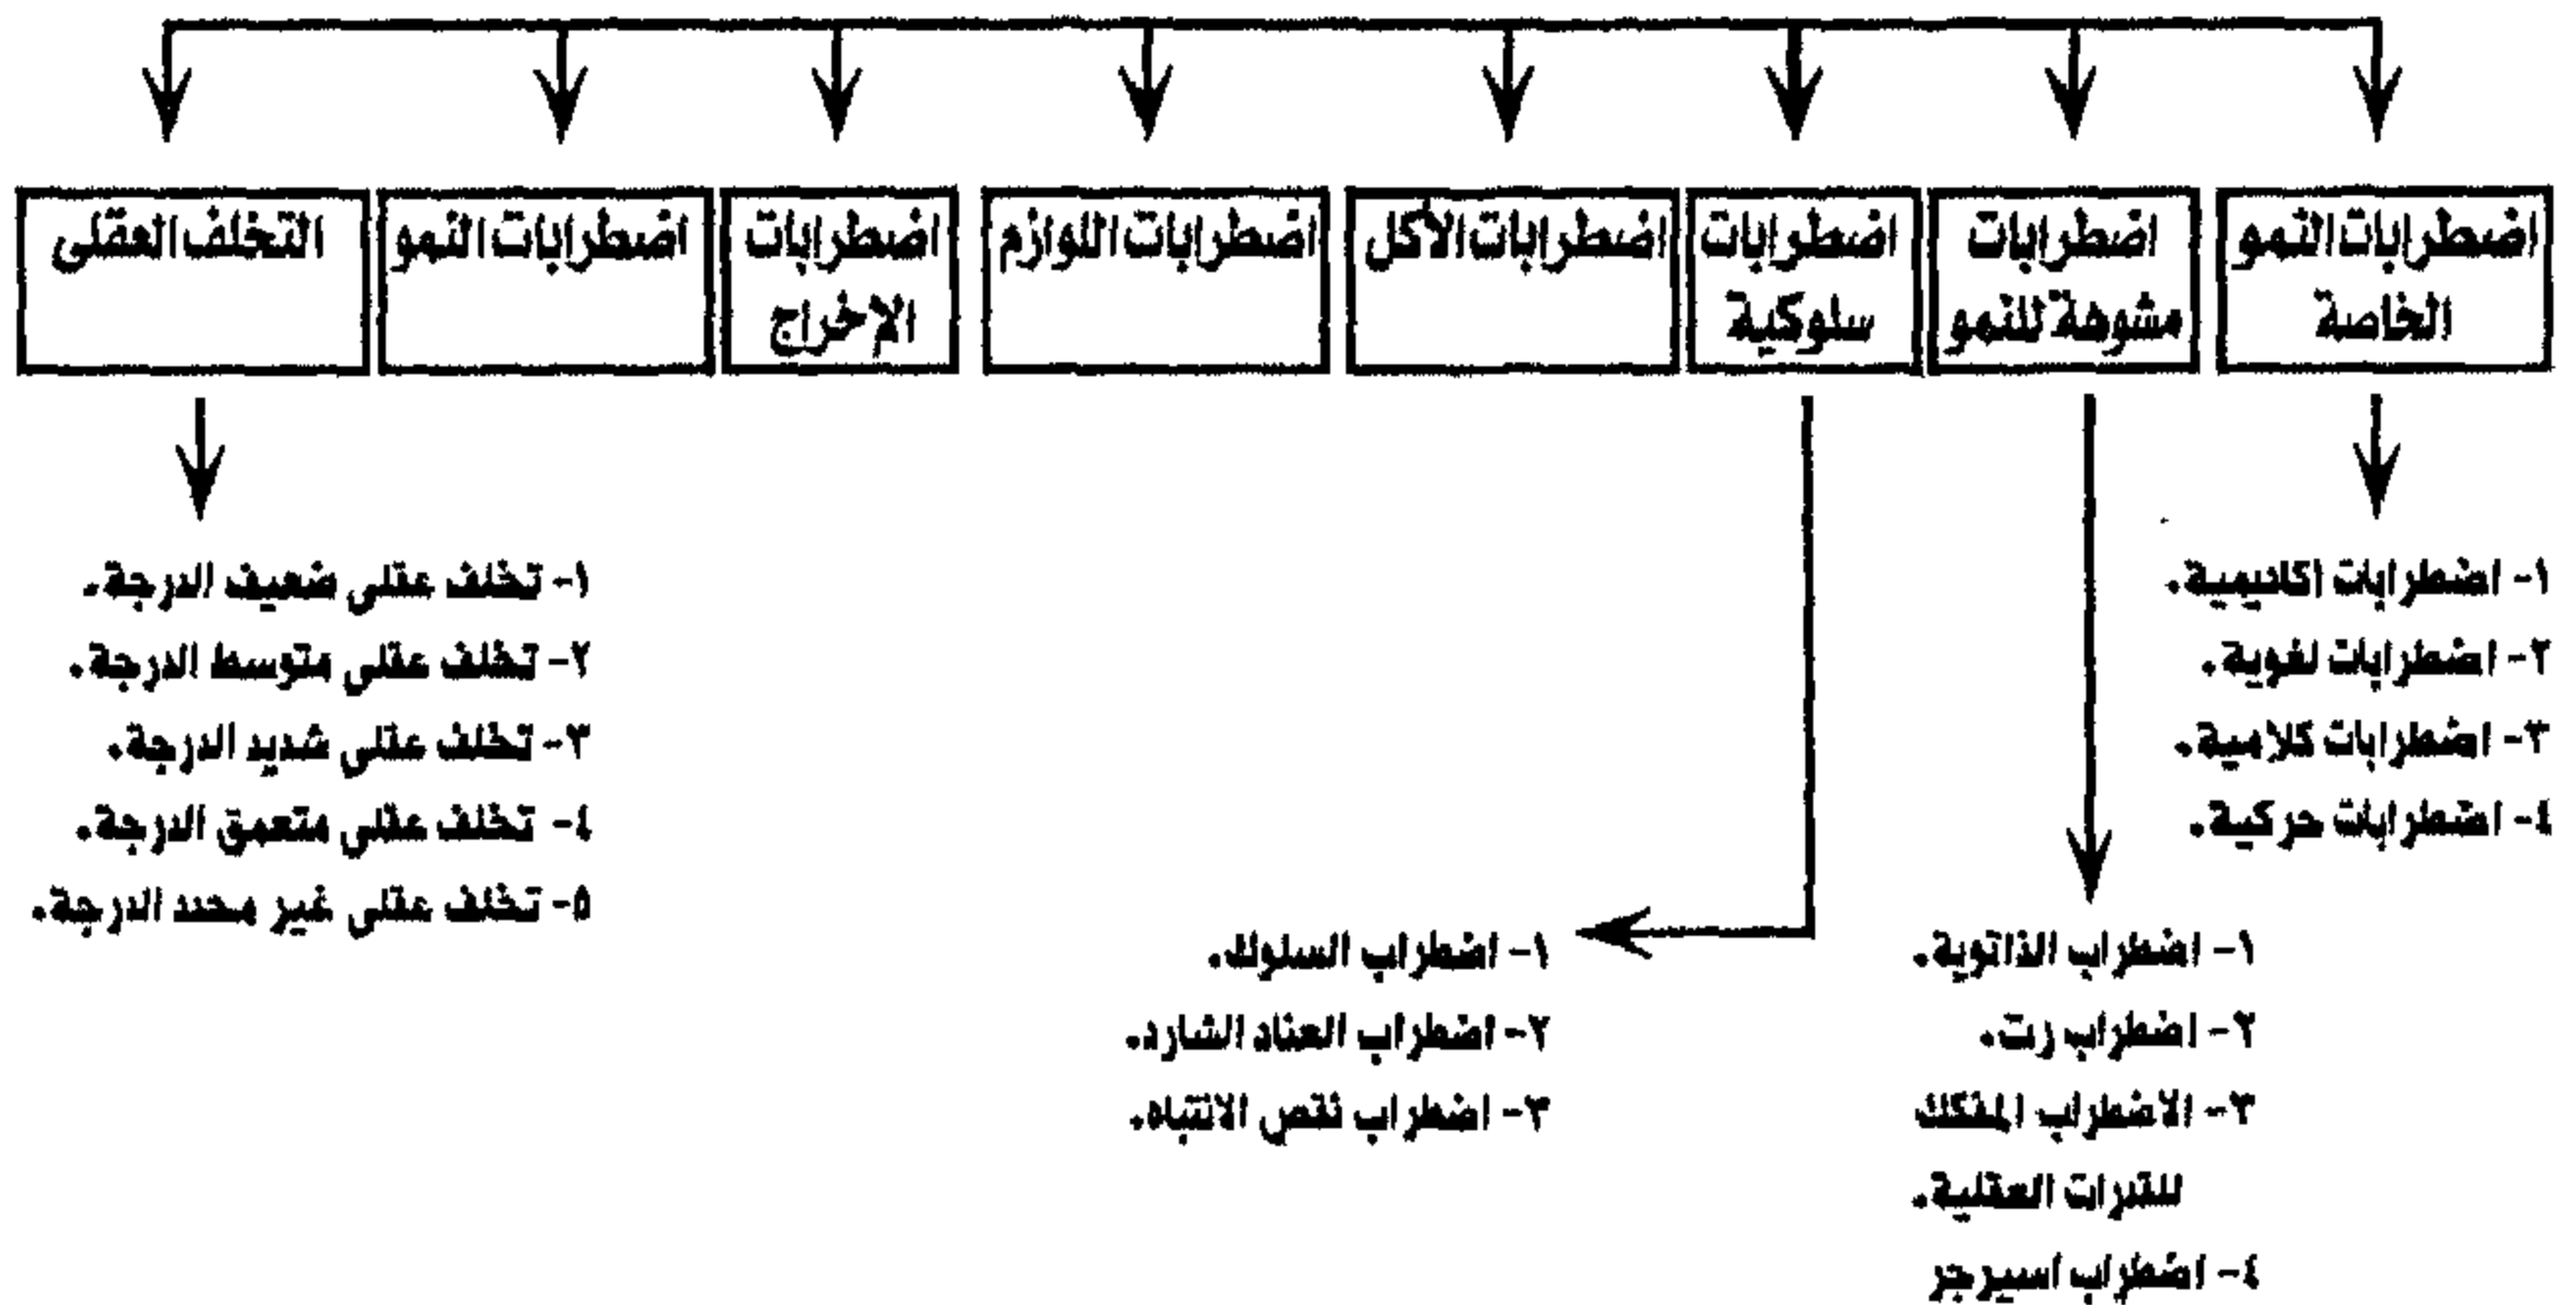 اضطرابات النمو
الخاصة
اضطرابات
مشوهة للنمو
اضطرابات
سلوكية
اضطرابات الأكل
اضطرابات اللوازم
اضطرابات
الإخراج
اضطرابات النمو
التخلف العقلى
١- اضطرابات اكاديمية.
٢- اضطرابات لغوية.
٣- اضطرابات كلامية.
٤- اضطرابات حركية.
١- اضطراب الذاتوية.
٢- اضطراب رت.
٣- الاضطراب المفكك
للقدرات العقلية.
٤- اضطراب اسبرجر
١- اضطراب السلوك.
٢- اضطراب العناد الشارد.
٣- اضطراب نقص الانتباه.
١- تخلف عقلى ضعيف الدرجة.
٢- تخلف عقلى متوسط الدرجة.
٣- تخلف عقلى شديد الدرجة.
٤- تخلف عقلى متعمق الدرجة.
٥- تخلف عقلى غير محدد الدرجة.